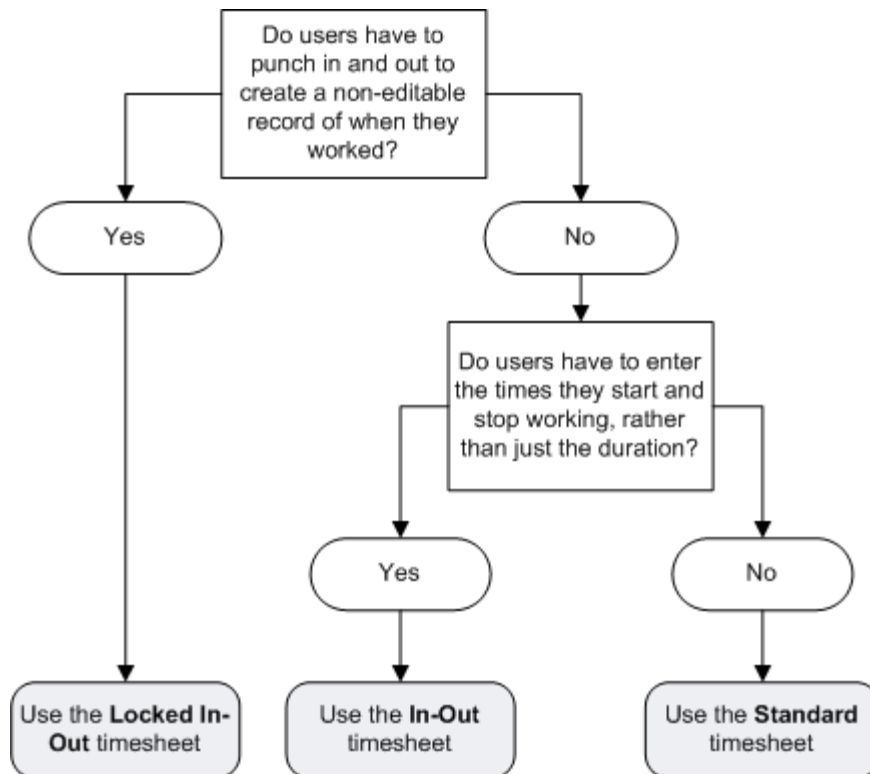 Do users have to
punch in and out to
create a non-editable
record of when they
worked?
Yes
No
Do users have to enter
the times they start and
stop working, rather
than just the duration?
Yes
No
Use the Locked In-
Out timesheet
Use the In-Out
timesheet
Use the Standard
timesheet